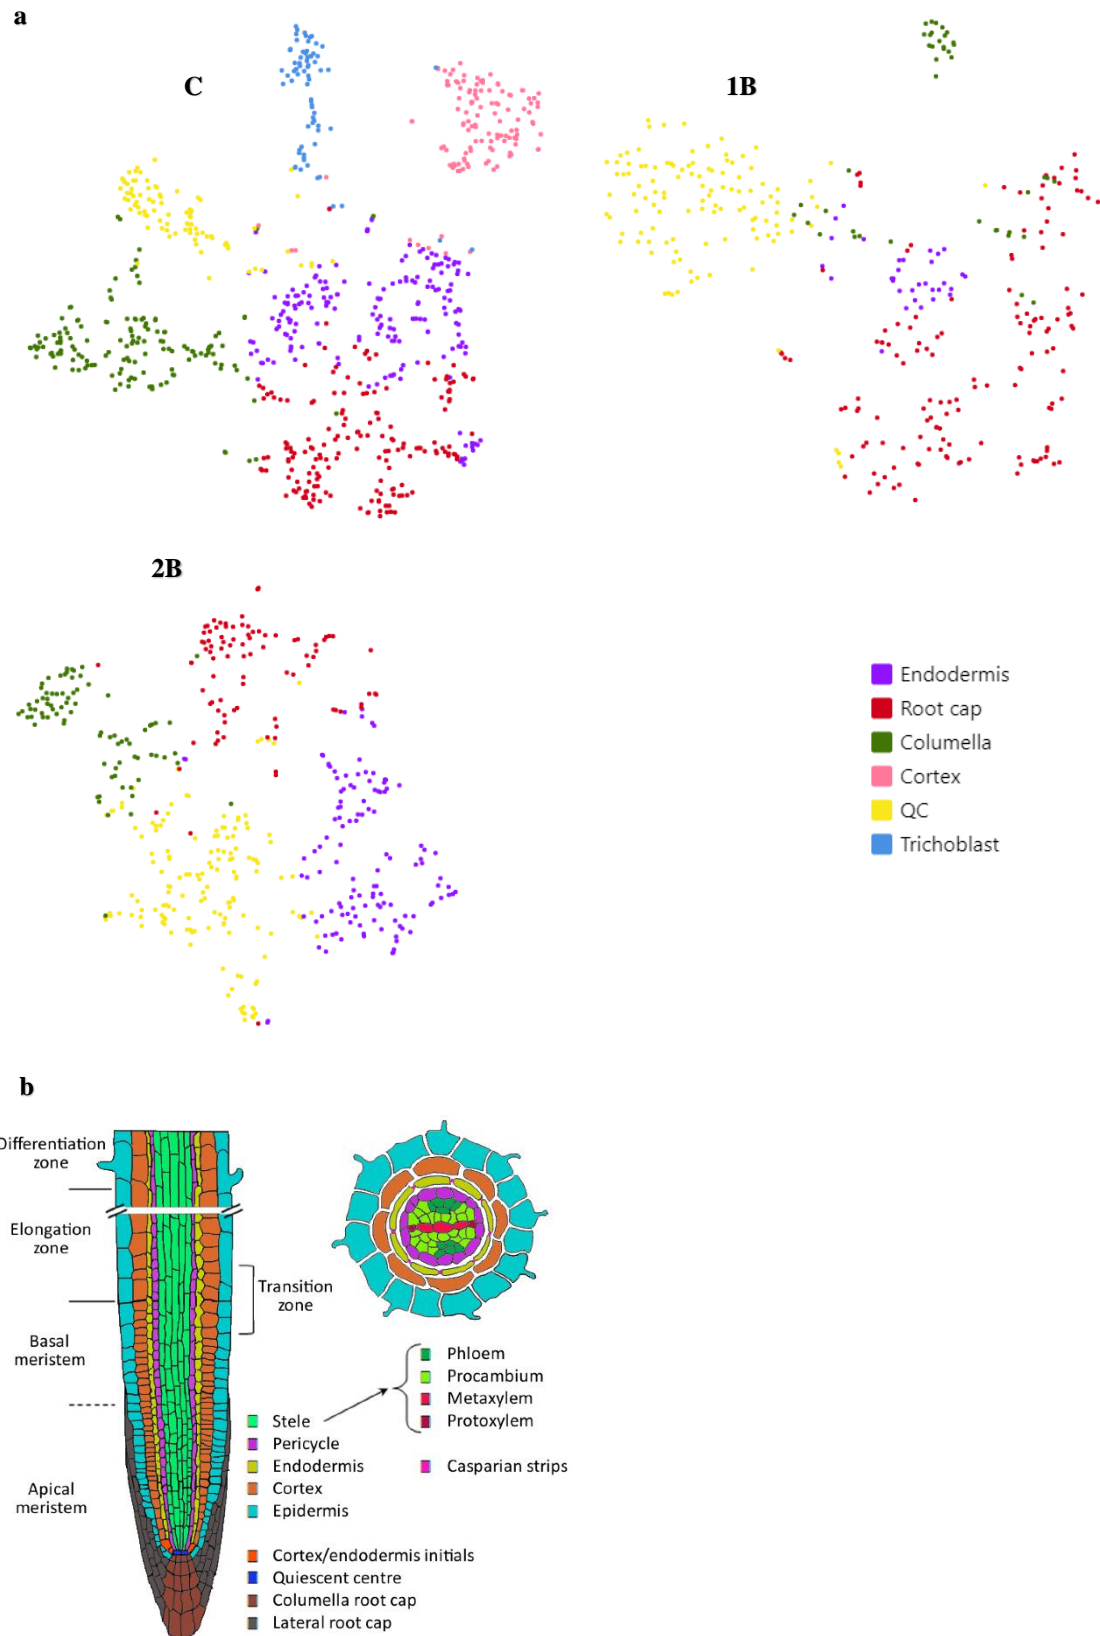 a
C
1B
2B
Endodermis
Root cap
Columella
Cortex
QC
Trichoblast
b
Differentiation
zone
Elongation
zone
Transition
zone
Basal
meristem
Apical
meristem
Phloem
Procambium
Metaxylem
Protoxylem
Stele
Pericycle
Endodermis
Cortex
Epidermis
Casparian strips
Cortex/endodermis initials
Quiescent centre
Columella root cap
Lateral root cap